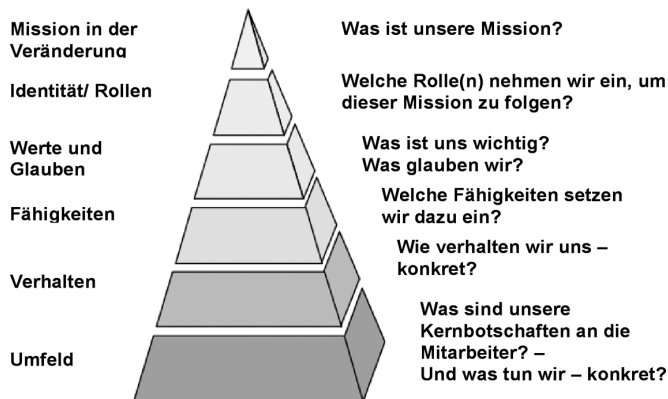 Mission in der
Veränderung
Was ist unsere Mission?
Identität/ Rollen
Welche Rolle(n) nehmen wir ein, um
dieser Mission zu folgen?
Werte und
Glauben
Was ist uns wichtig?
Was glauben wir?
Fähigkeiten
Welche Fähigkeiten setzen
wir dazu ein?
Verhalten
Wie verhalten wir uns –
konkret?
Umfeld
Was sind unsere
Kernbotschaften an die
Mitarbeiter? –
Und was tun wir – konkret?